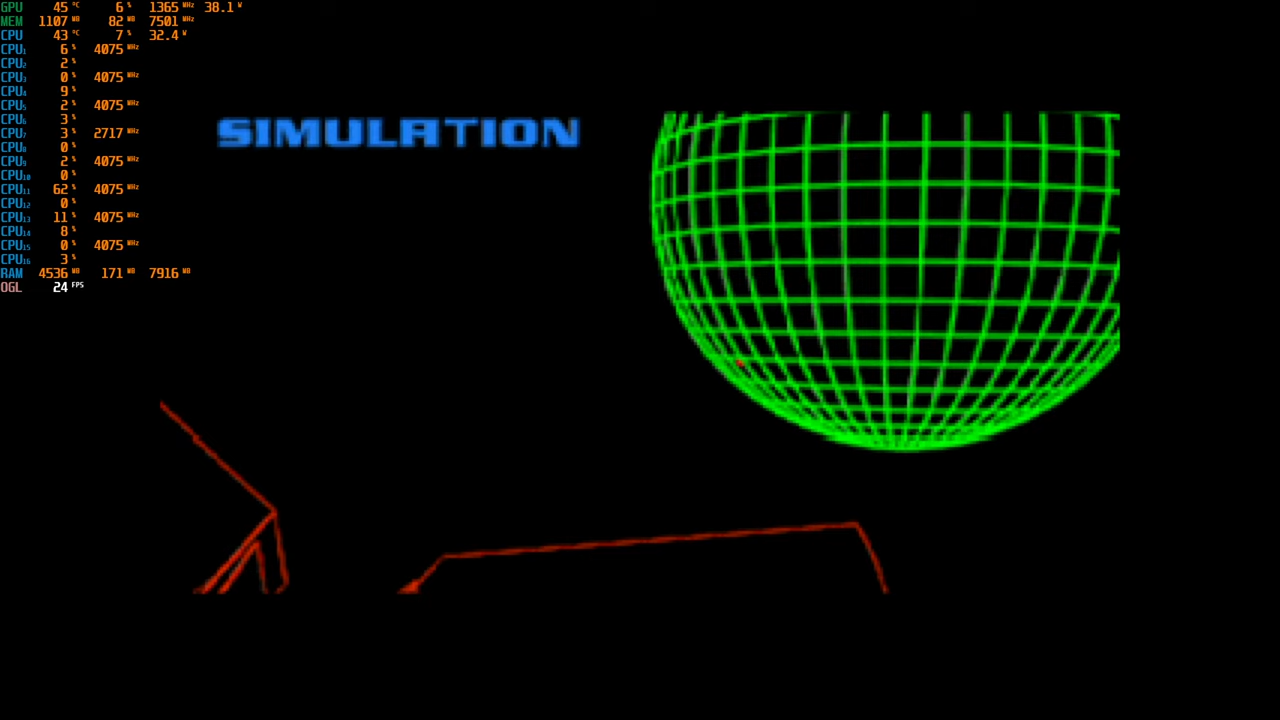 GPU 45 °C 6 % 1365 MHz 38.1 W
MEM 1107 MB 82 MB 7501 MHz
CPU 43 °C 7 % 32.4 W
CPU1 6 % 4075 MHz
CPU2 2 %
CPU3 0 % 4075 MHz
CPU4 9 %
CPU5 2 % 4075 MHz
CPU6 3 %
CPU7 3 % 2717 MHz
CPU8 0 %
CPU9 2 % 4075 MHz
CPU10 0 %
CPU11 62 % 4075 MHz
CPU12 0 %
CPU13 11 % 4075 MHz
CPU14 8 %
CPU15 0 % 4075 MHz
CPU16 3 %
RAM 4536 MB 171 MB 7916 MB
OGL 24 FPS
SIMULATION